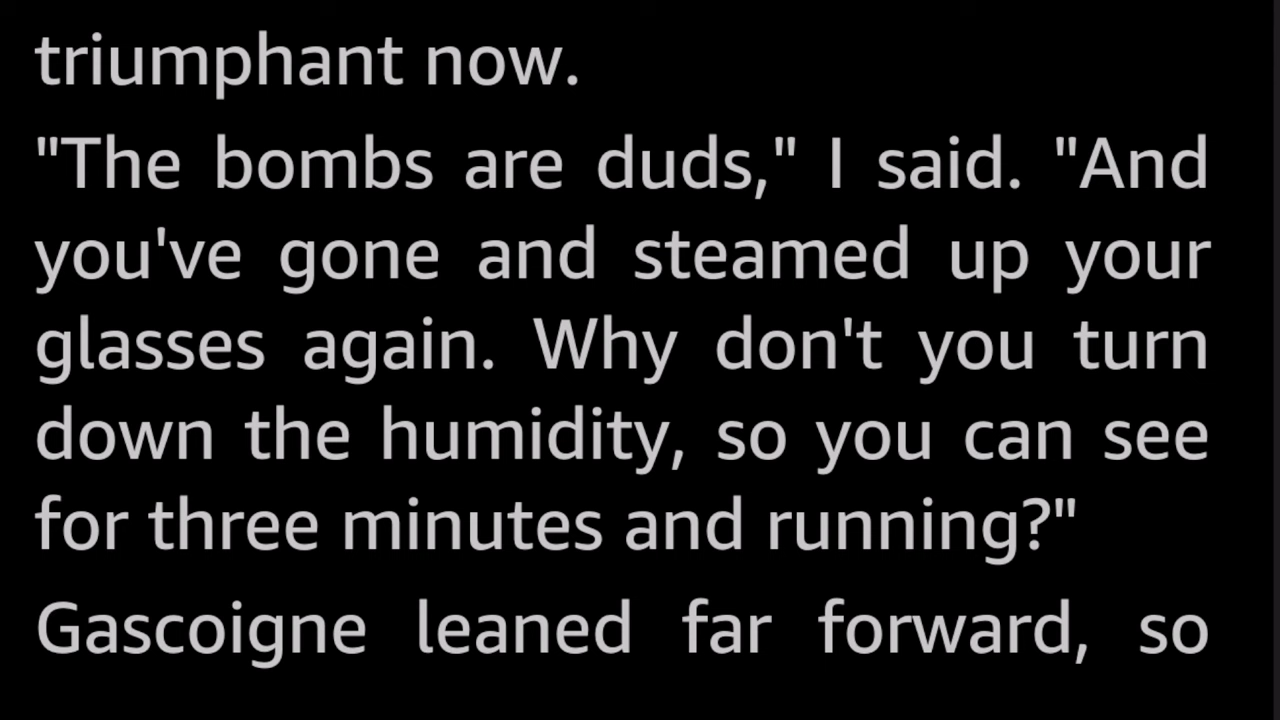 triumphant now.
"The bombs are duds," I said. "And
you've gone and steamed up your
glasses again. Why don't you turn
down the humidity, so you can see
for three minutes and running?"
Gascoigne leaned far forward, so